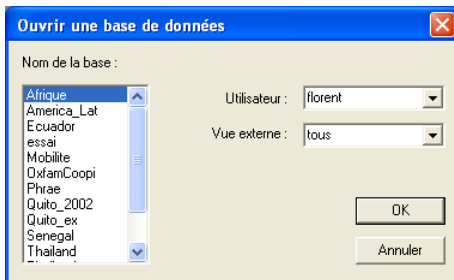 Ouvrir une base de données
Nom de la base :
Afrique
America_Lat
Ecuador
essai
Mobilite
OxfamCoopi
Phrae
Quito_2002
Quito_ex
Senegal
Thailand
Utilisateur :
florent
Vue externe :
tous
OK
Annuler